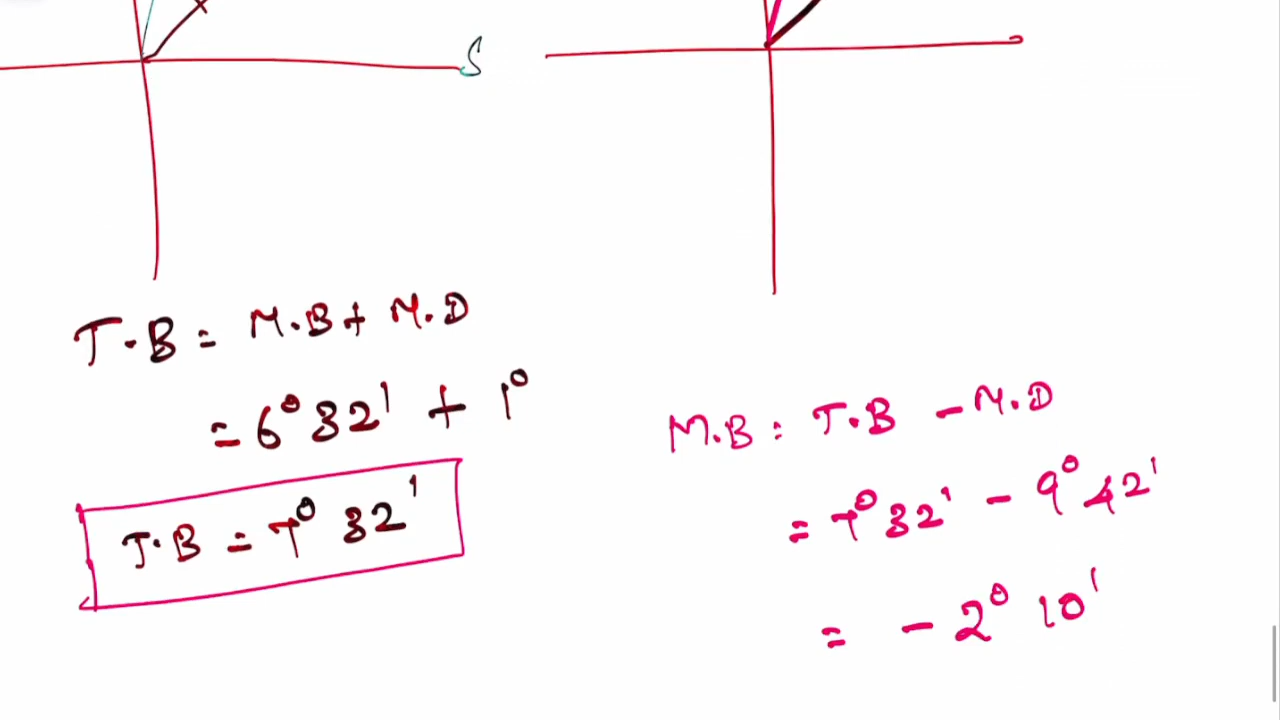 S
T.B = M.B + M.D
= 6° 32' + 1°
T.B = 7° 32'
M.B = T.B - M.D
= 7° 32' - 9° 42'
= - 2° 10'